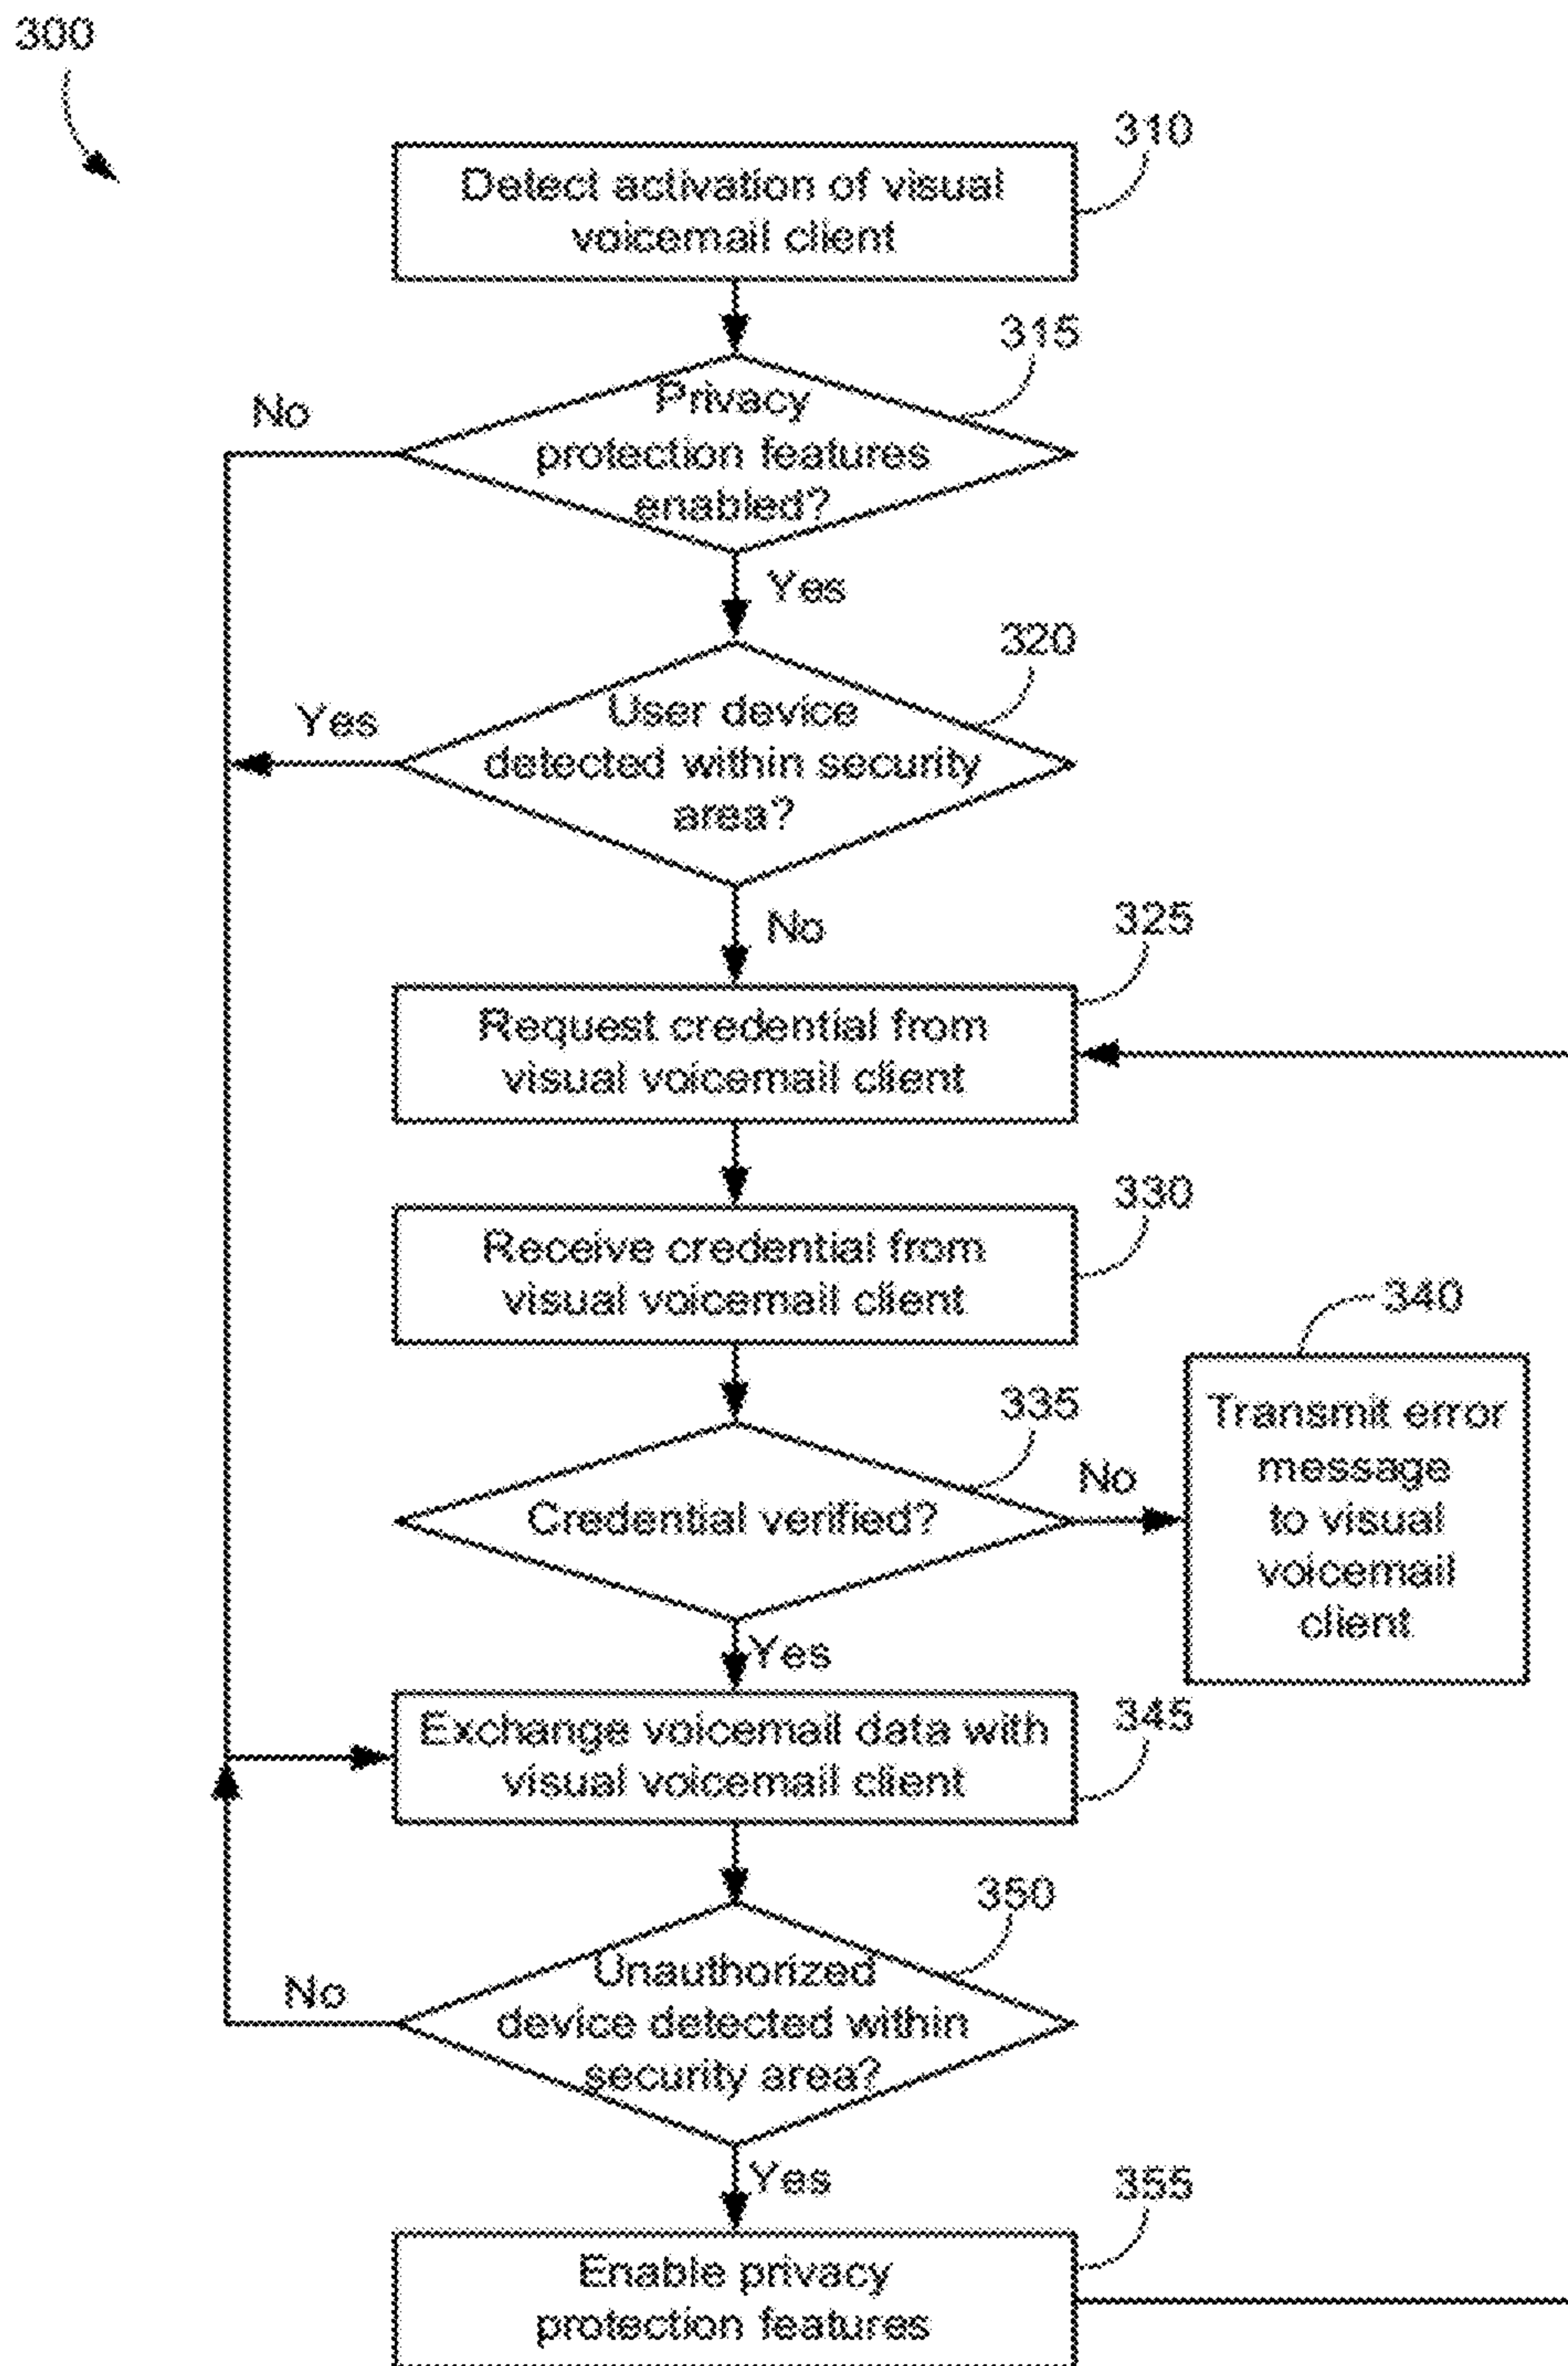 300
310
Detect activation of visual
voicemail client
315
No
Privacy
protection features
enabled?
Yes
320
Yes
User device
detected within security
area?
No
325
Request credential from
visual voicemail client
330
Receive credential from
visual voicemail client
340
335
Transmit error
message
to visual
voicemail
client
No
Credential verified?
Yes
345
Exchange voicemail data with
visual voicemail client
350
No
Unauthorized
device detected within
security area?
Yes
355
Enable privacy
protection features